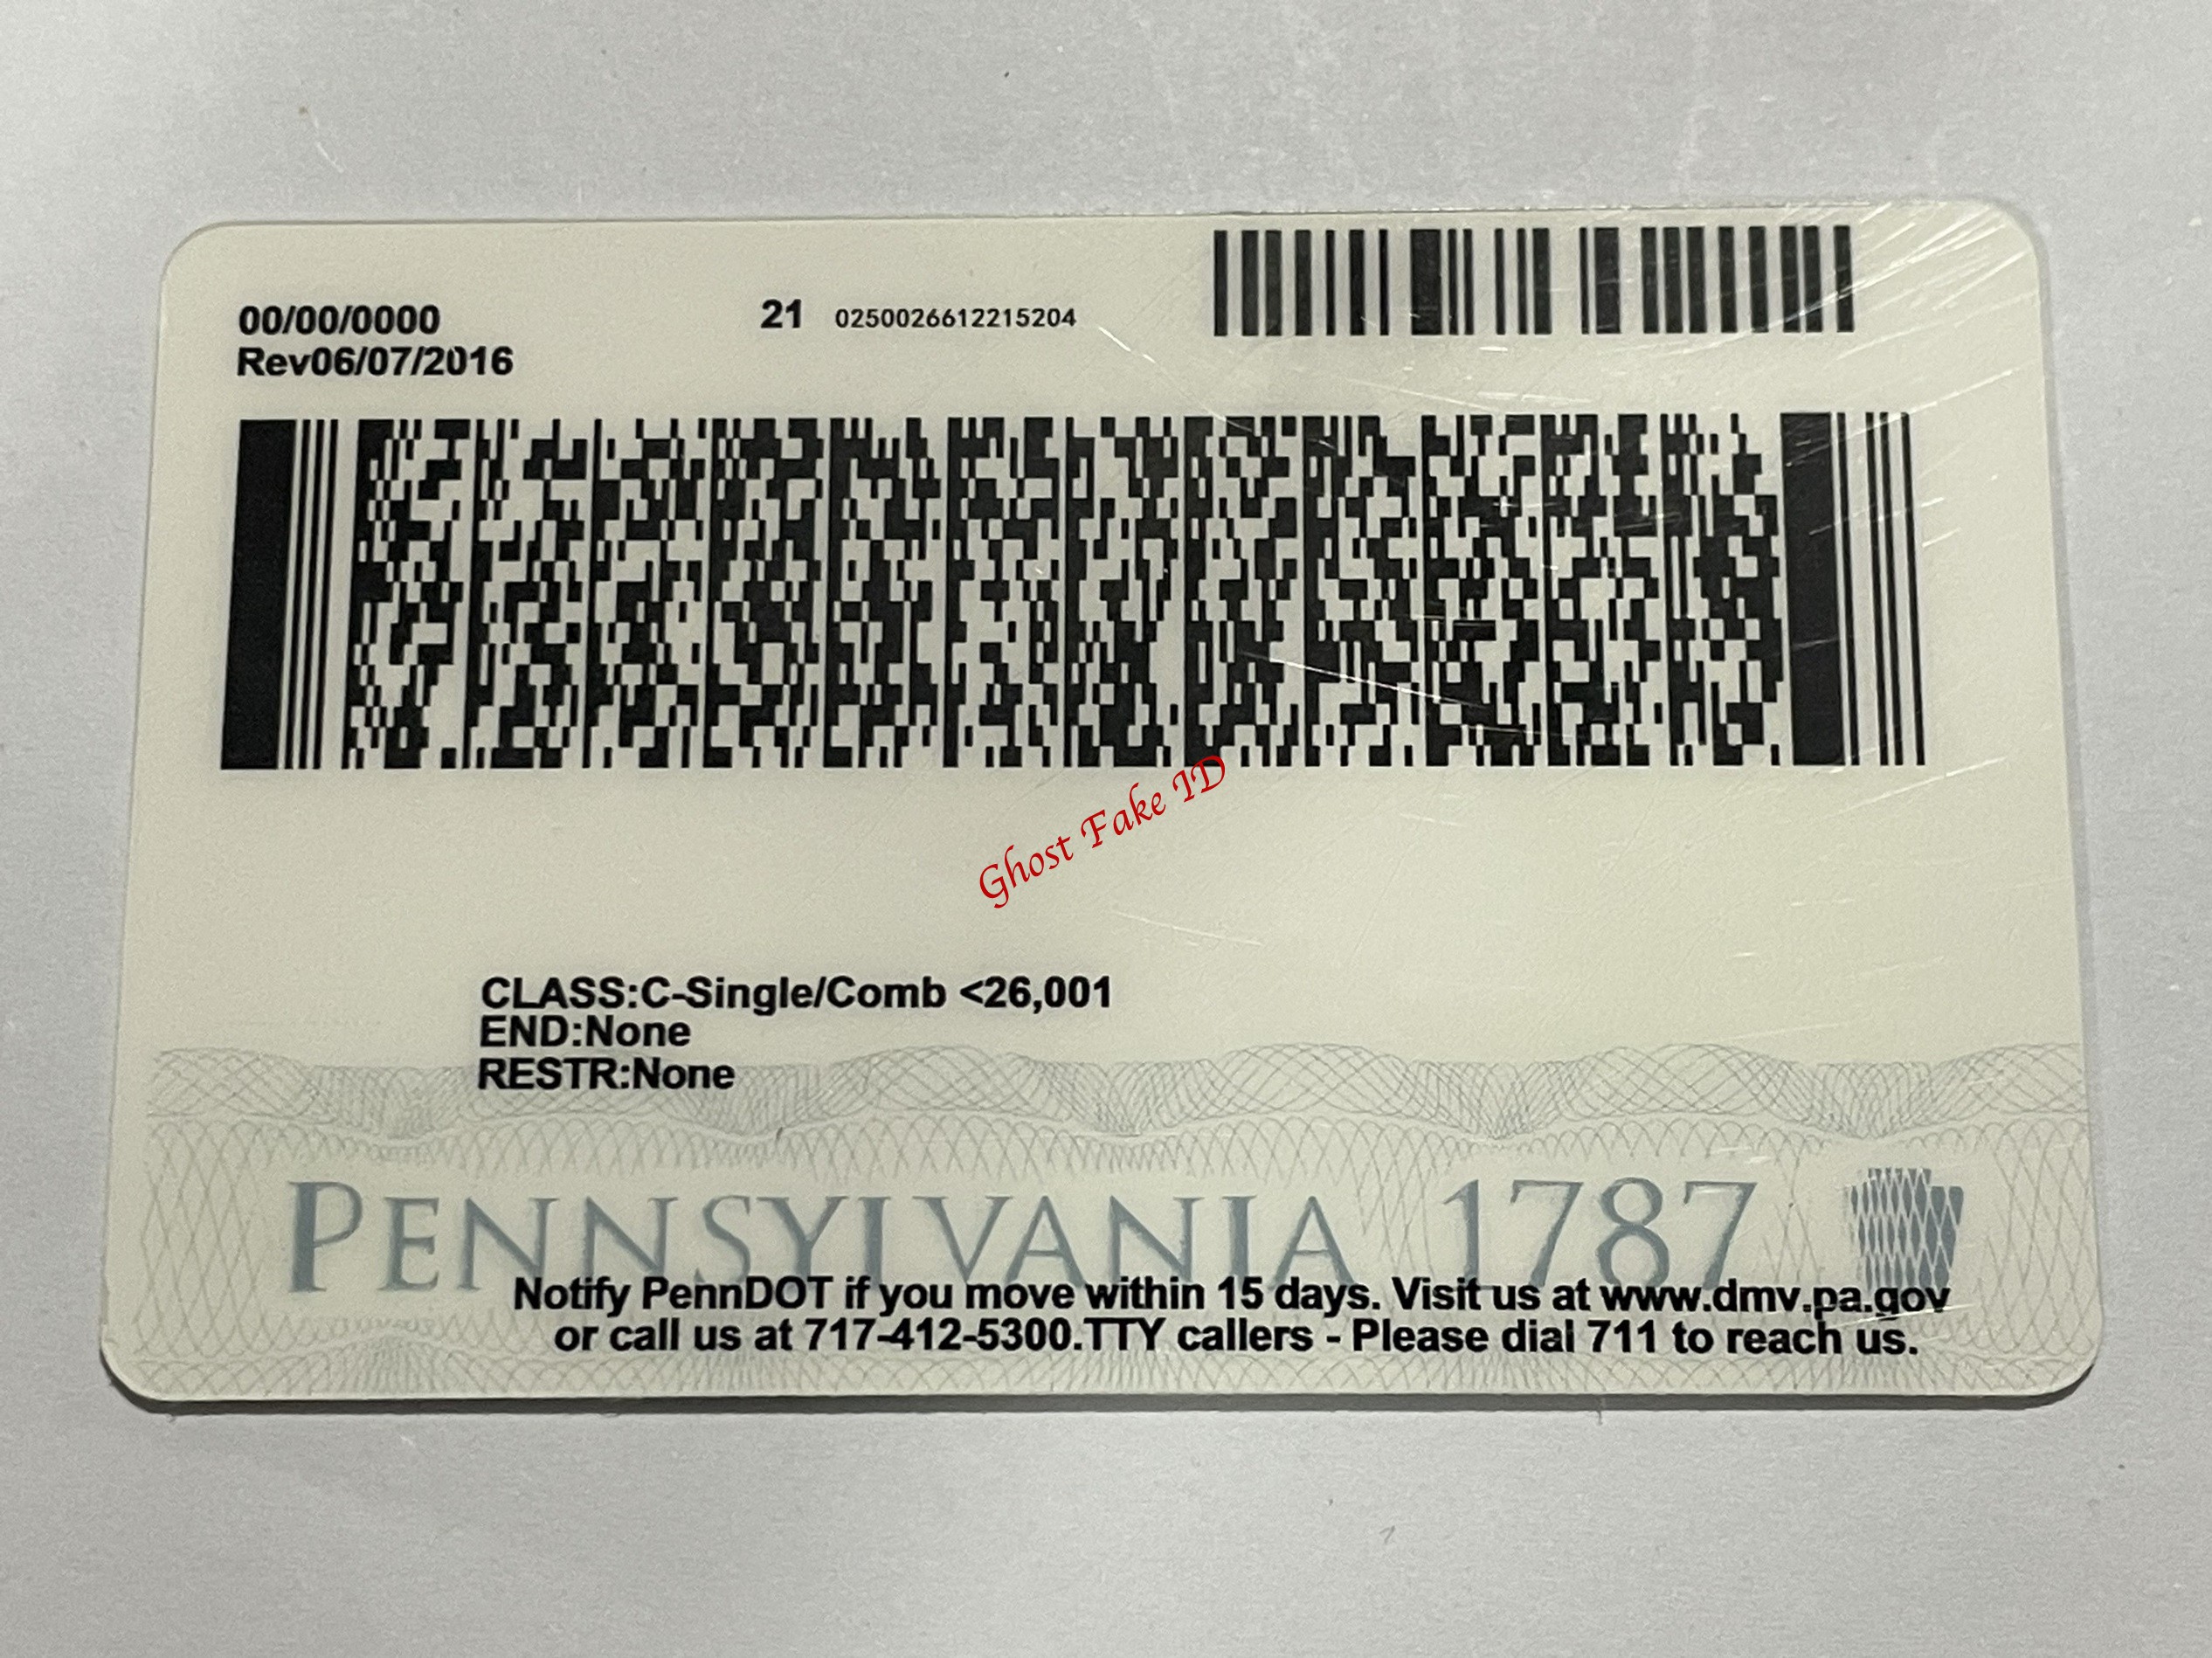 00/00/0000
Rev06/07/2016
21 0250026612215204
Ghost Fake ID
CLASS:C-Single/Comb <26,001
END:None
RESTR:None
PENNSYLVANIA 1787
Notify PennDOT if you move within 15 days. Visit us at www.dmv.pa.gov
or call us at 717-412-5300.TTY callers - Please dial 711 to reach us.